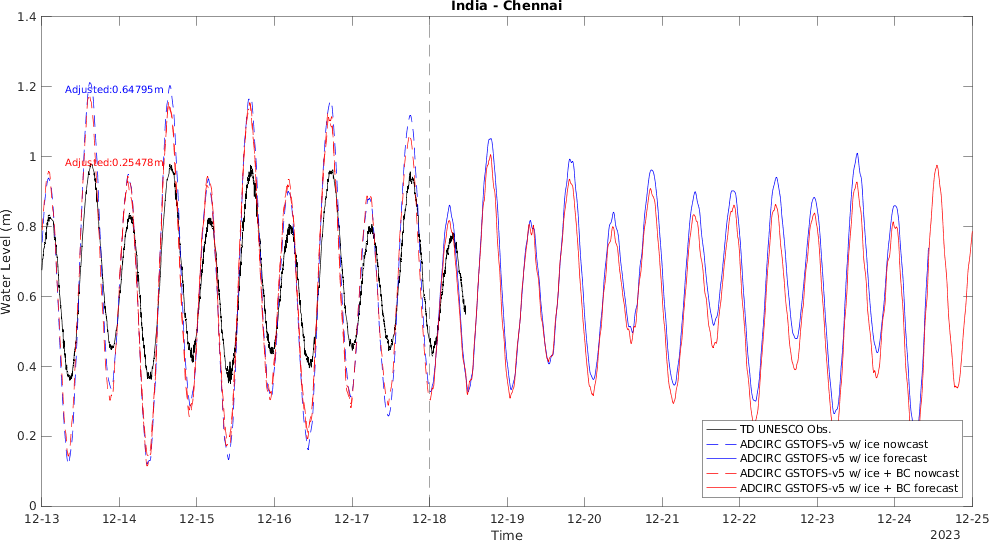 India - Chennai
1.4
1.2
1
0.8
0.6
0.4
0.2
0
Water Level (m)
Adjusted:0.64795m
Adjusted:0.25478m
TD UNESCO Obs.
ADCIRC GSTOFS-v5 w/ ice nowcast
ADCIRC GSTOFS-v5 w/ ice forecast
ADCIRC GSTOFS-v5 w/ ice + BC nowcast
ADCIRC GSTOFS-v5 w/ ice + BC forecast
12-13 12-14 12-15 12-16 12-17 12-18 12-19 12-20 12-21 12-22 12-23 12-24 12-25
Time
2023